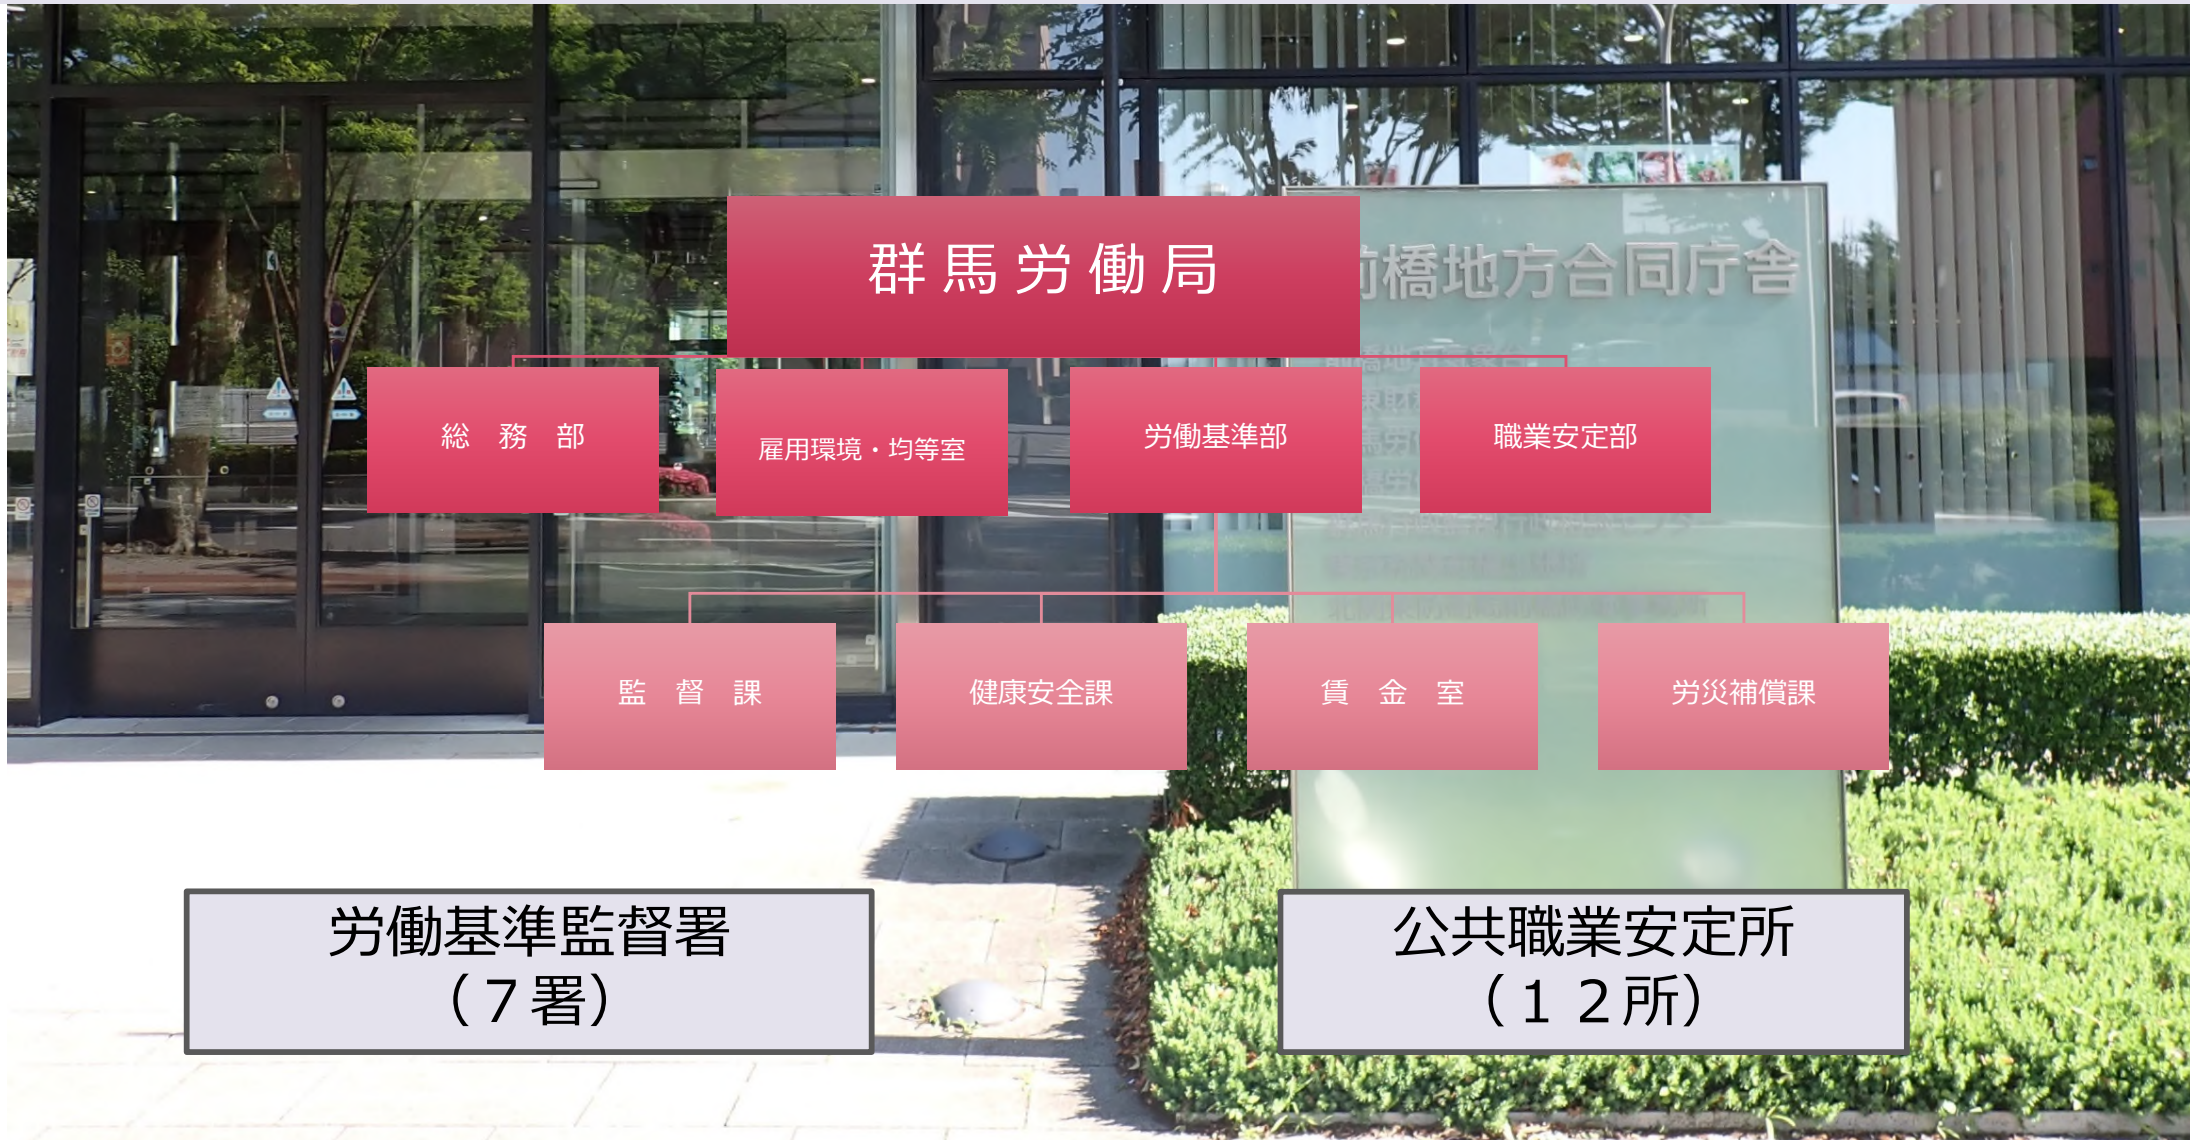 群馬労働局
前橋地方合同庁舎
総　務　部
雇用環境・均等室
労働基準部
職業安定部
監　督　課
健康安全課
賃　金　室
労災補償課
労働基準監督署
（７署）
公共職業安定所
（１２所）